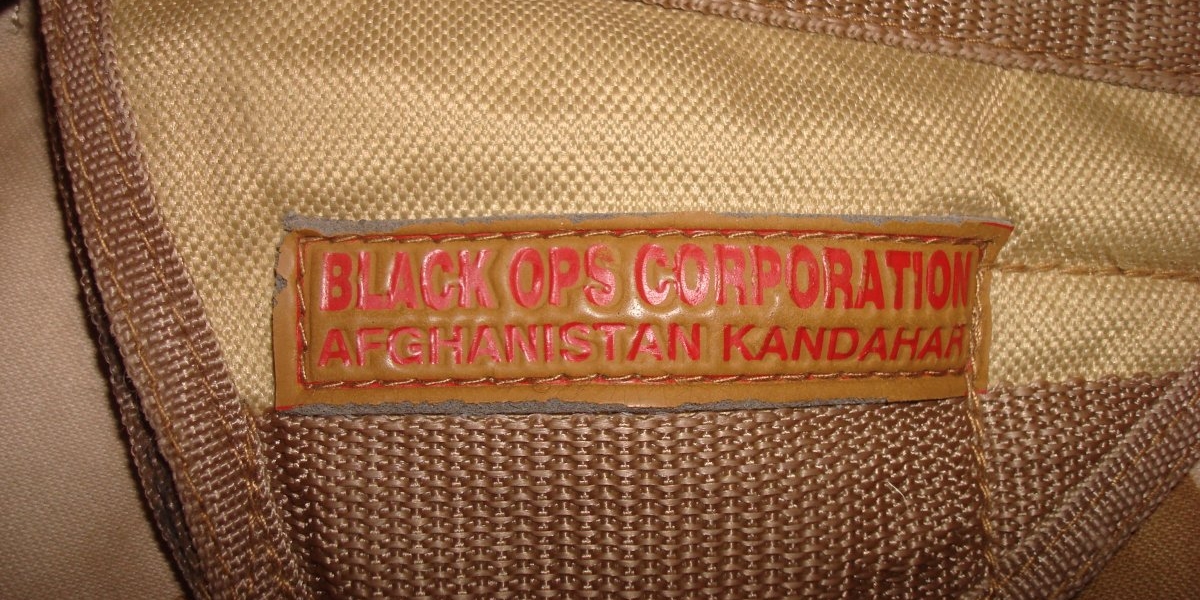 BLACK OPS CORPORATION
AFGHANISTAN KANDAHAR